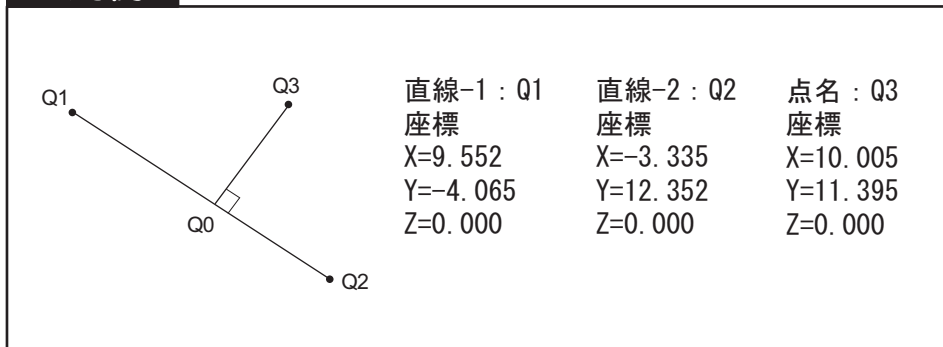 Q1
Q3
Q0
Q2
直線-1：Q1
座標
X=9.552
Y=-4.065
Z=0.000
直線-2：Q2
座標
X=-3.335
Y=12.352
Z=0.000
点名：Q3
座標
X=10.005
Y=11.395
Z=0.000